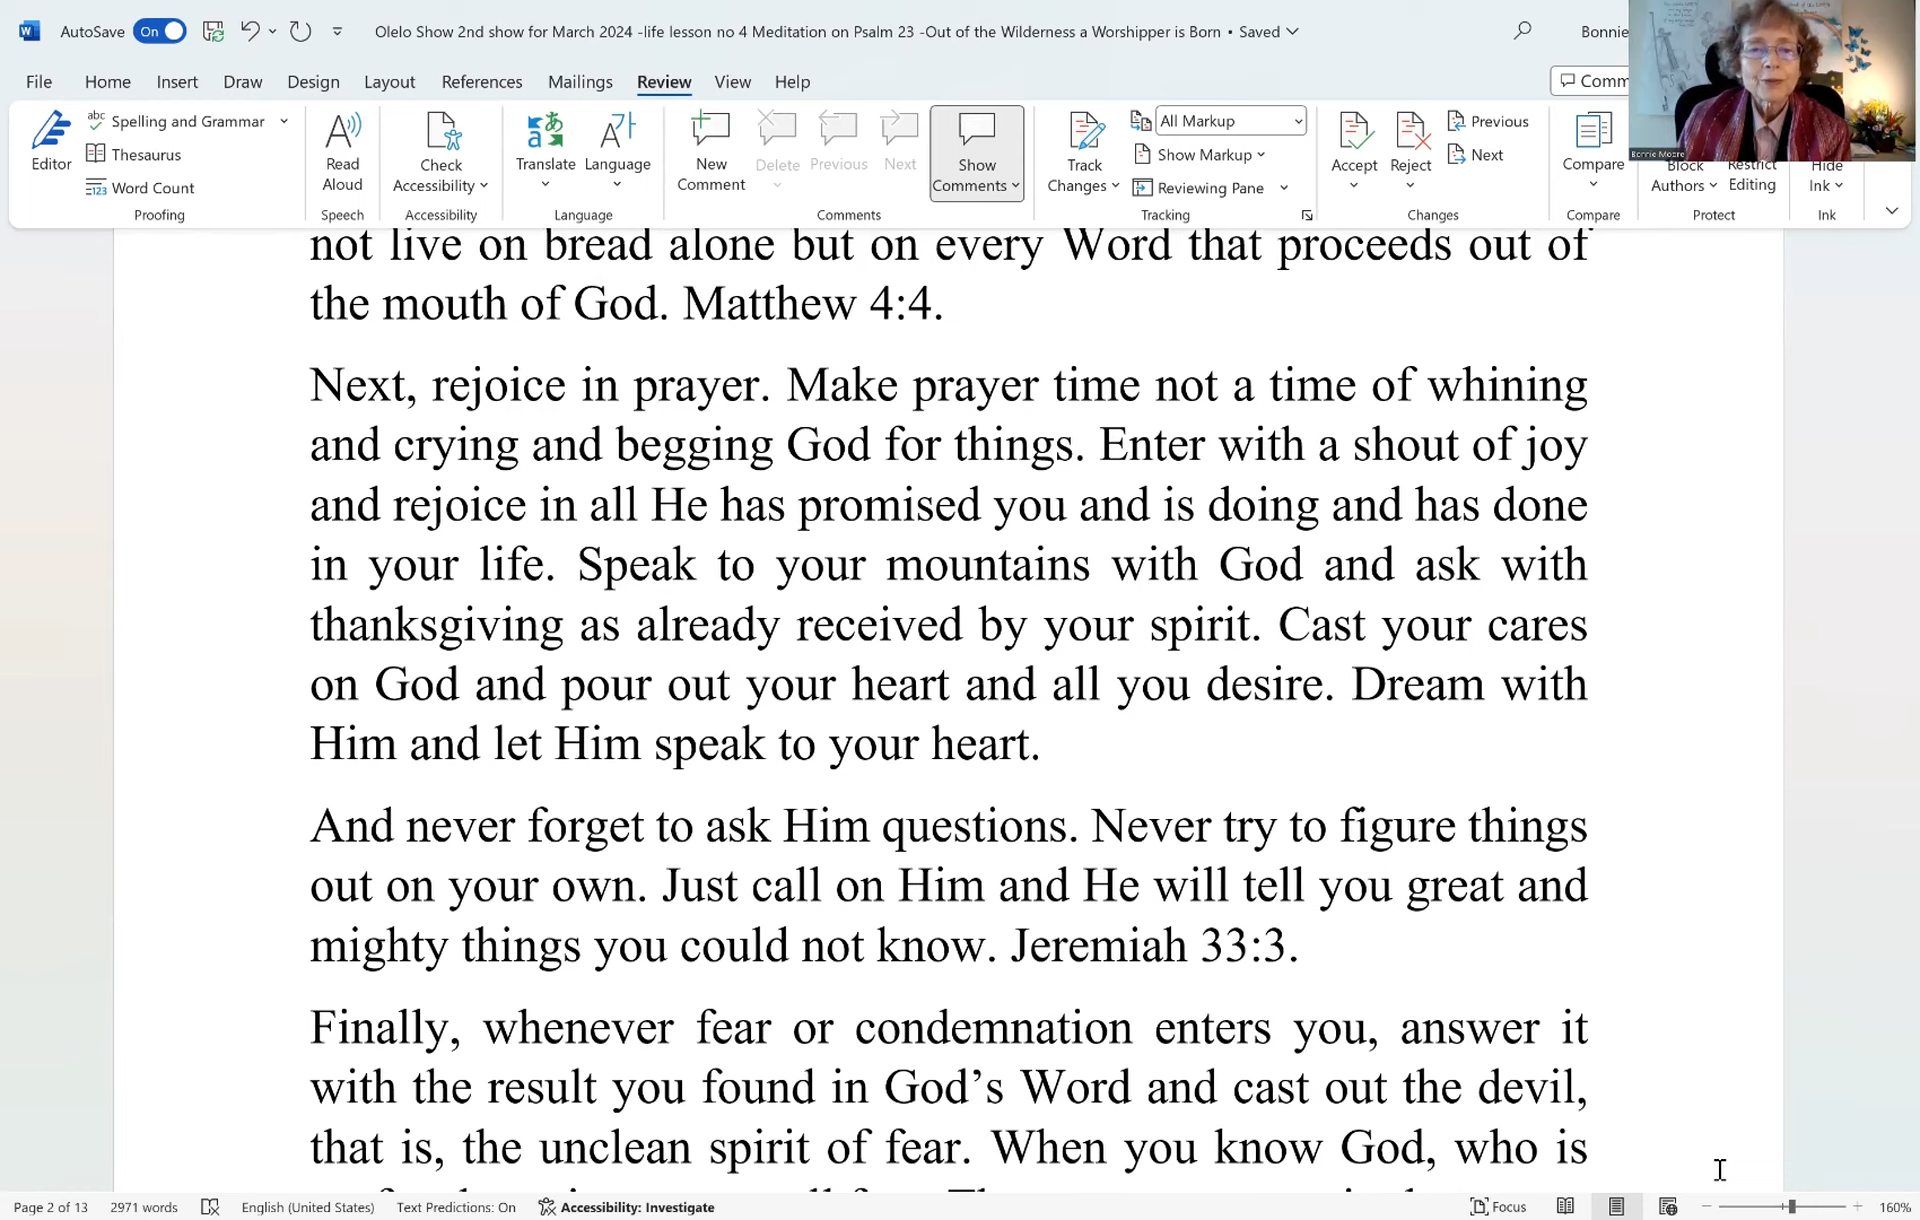 AutoSave On
Olelo Show 2nd show for March 2024 -life lesson no 4 Meditation on Psalm 23 -Out of the Wilderness a Worshipper is Born • Saved
Bonnie
File Home Insert Draw Design Layout References Mailings Review View Help
Comm
Editor
abc Spelling and Grammar
Thesaurus
123 Word Count
Proofing
Read Aloud
Speech
Check Accessibility
Accessibility
Translate
Language
Language
New Comment
Delete
Previous
Next
Show Comments
Comments
Track Changes
All Markup
Show Markup
Reviewing Pane
Tracking
Accept
Reject
Previous
Next
Changes
Compare
Compare
Block Authors
Restrict Editing
Protect
Hide Ink
Ink
Bonnie Moore
not live on bread alone but on every Word that proceeds out of
the mouth of God. Matthew 4:4.
Next, rejoice in prayer. Make prayer time not a time of whining
and crying and begging God for things. Enter with a shout of joy
and rejoice in all He has promised you and is doing and has done
in your life. Speak to your mountains with God and ask with
thanksgiving as already received by your spirit. Cast your cares
on God and pour out your heart and all you desire. Dream with
Him and let Him speak to your heart.
And never forget to ask Him questions. Never try to figure things
out on your own. Just call on Him and He will tell you great and
mighty things you could not know. Jeremiah 33:3.
Finally, whenever fear or condemnation enters you, answer it
with the result you found in God’s Word and cast out the devil,
that is, the unclean spirit of fear. When you know God, who is
Page 2 of 13 2971 words English (United States) Text Predictions: On Accessibility: Investigate Focus 160%